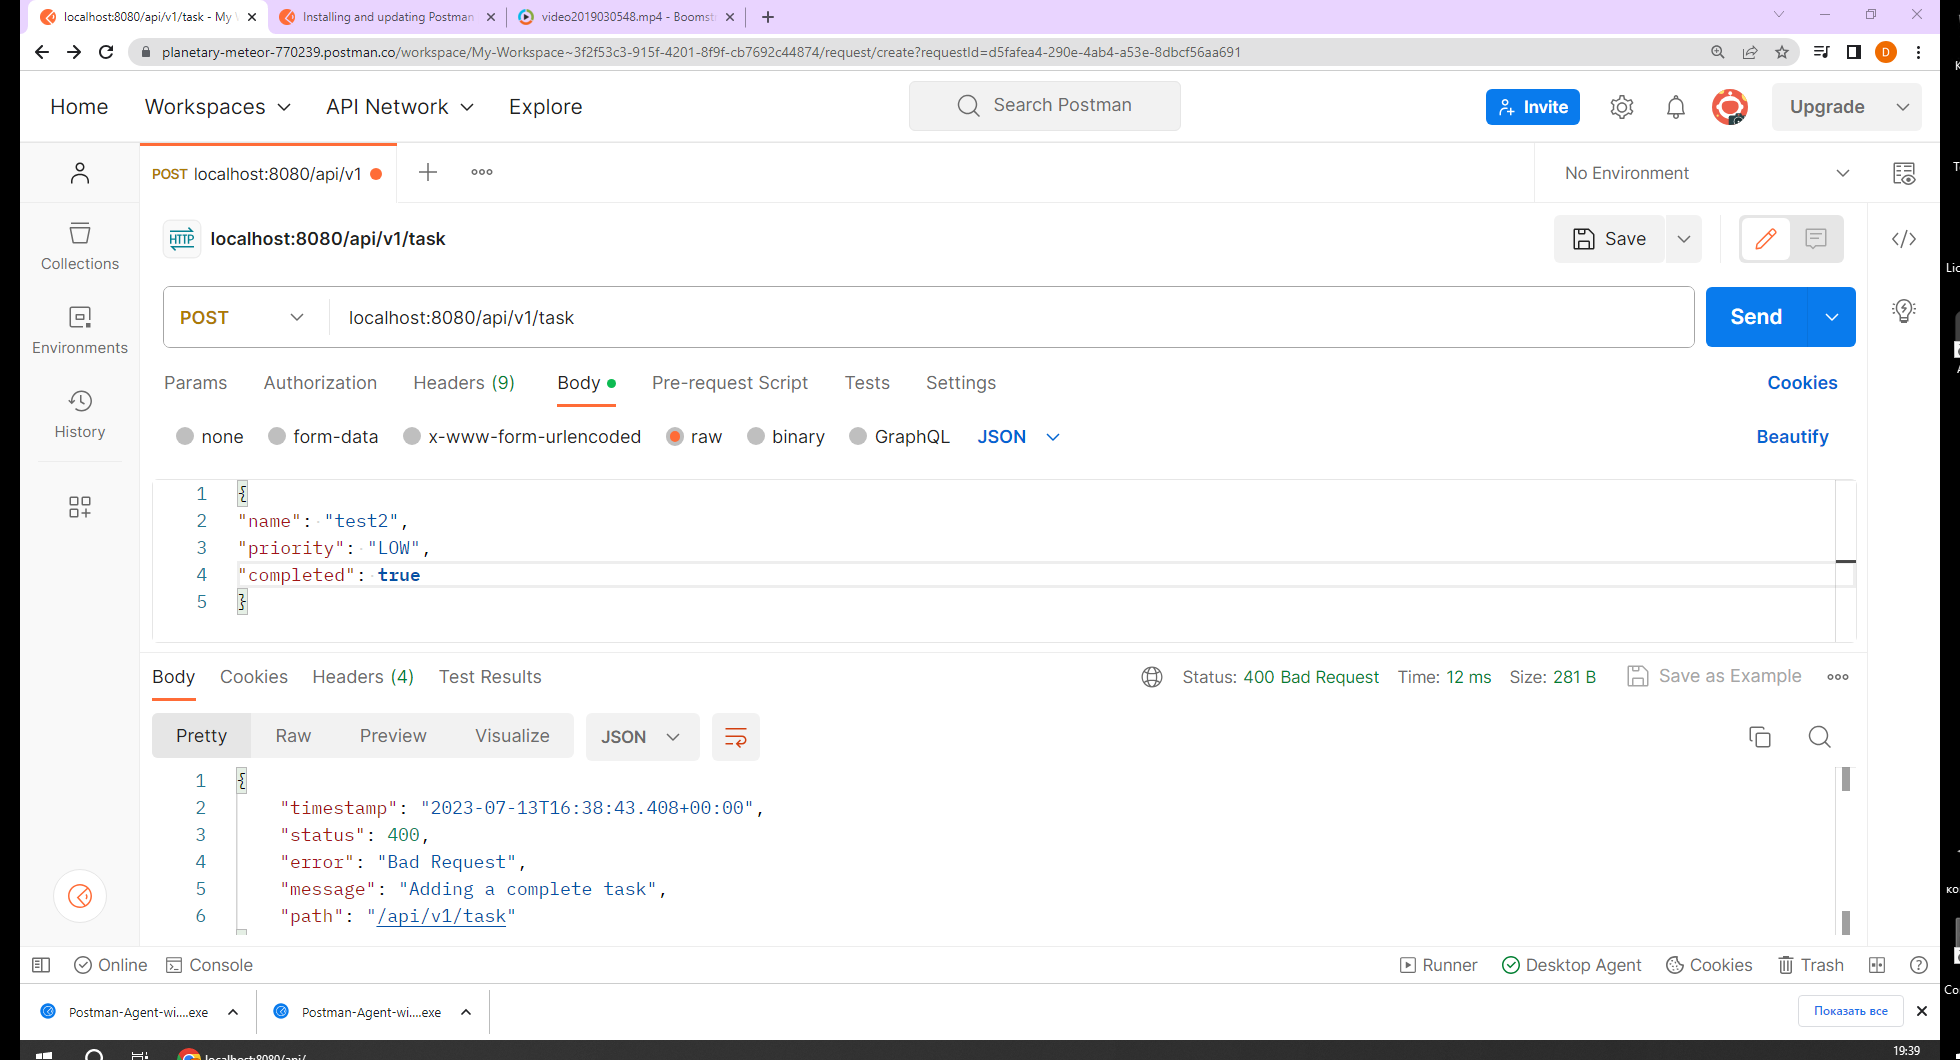 localhost:8080/api/v1/task - My
Installing and updating Postman
video2019030548.mp4 - Boomst
planetary-meteor-770239.postman.co/workspace/My-Workspace~3f2f53c3-915f-4201-8f9f-cb7692c44874/request/create?requestId=d5fafea4-290e-4ab4-a53e-8dbcf56aa691
D
Home Workspaces API Network Explore
Search Postman
Invite
Upgrade
POST localhost:8080/api/v1
No Environment
HTTP localhost:8080/api/v1/task
Save
Collections
Environments
History
POST localhost:8080/api/v1/task
Send
Params Authorization Headers (9) Body Pre-request Script Tests Settings Cookies
none form-data x-www-form-urlencoded raw binary GraphQL JSON Beautify
1 {
2 "name": "test2",
3 "priority": "LOW",
4 "completed": true
5 }
Body Cookies Headers (4) Test Results
Status: 400 Bad Request Time: 12 ms Size: 281 B Save as Example
Pretty Raw Preview Visualize JSON
1 {
2 "timestamp": "2023-07-13T16:38:43.408+00:00",
3 "status": 400,
4 "error": "Bad Request",
5 "message": "Adding a complete task",
6 "path": "/api/v1/task"
Online Console
Runner Desktop Agent Cookies Trash
Postman-Agent-wi....exe
Postman-Agent-wi....exe
Показать все
localhost:8080/api/
19:39